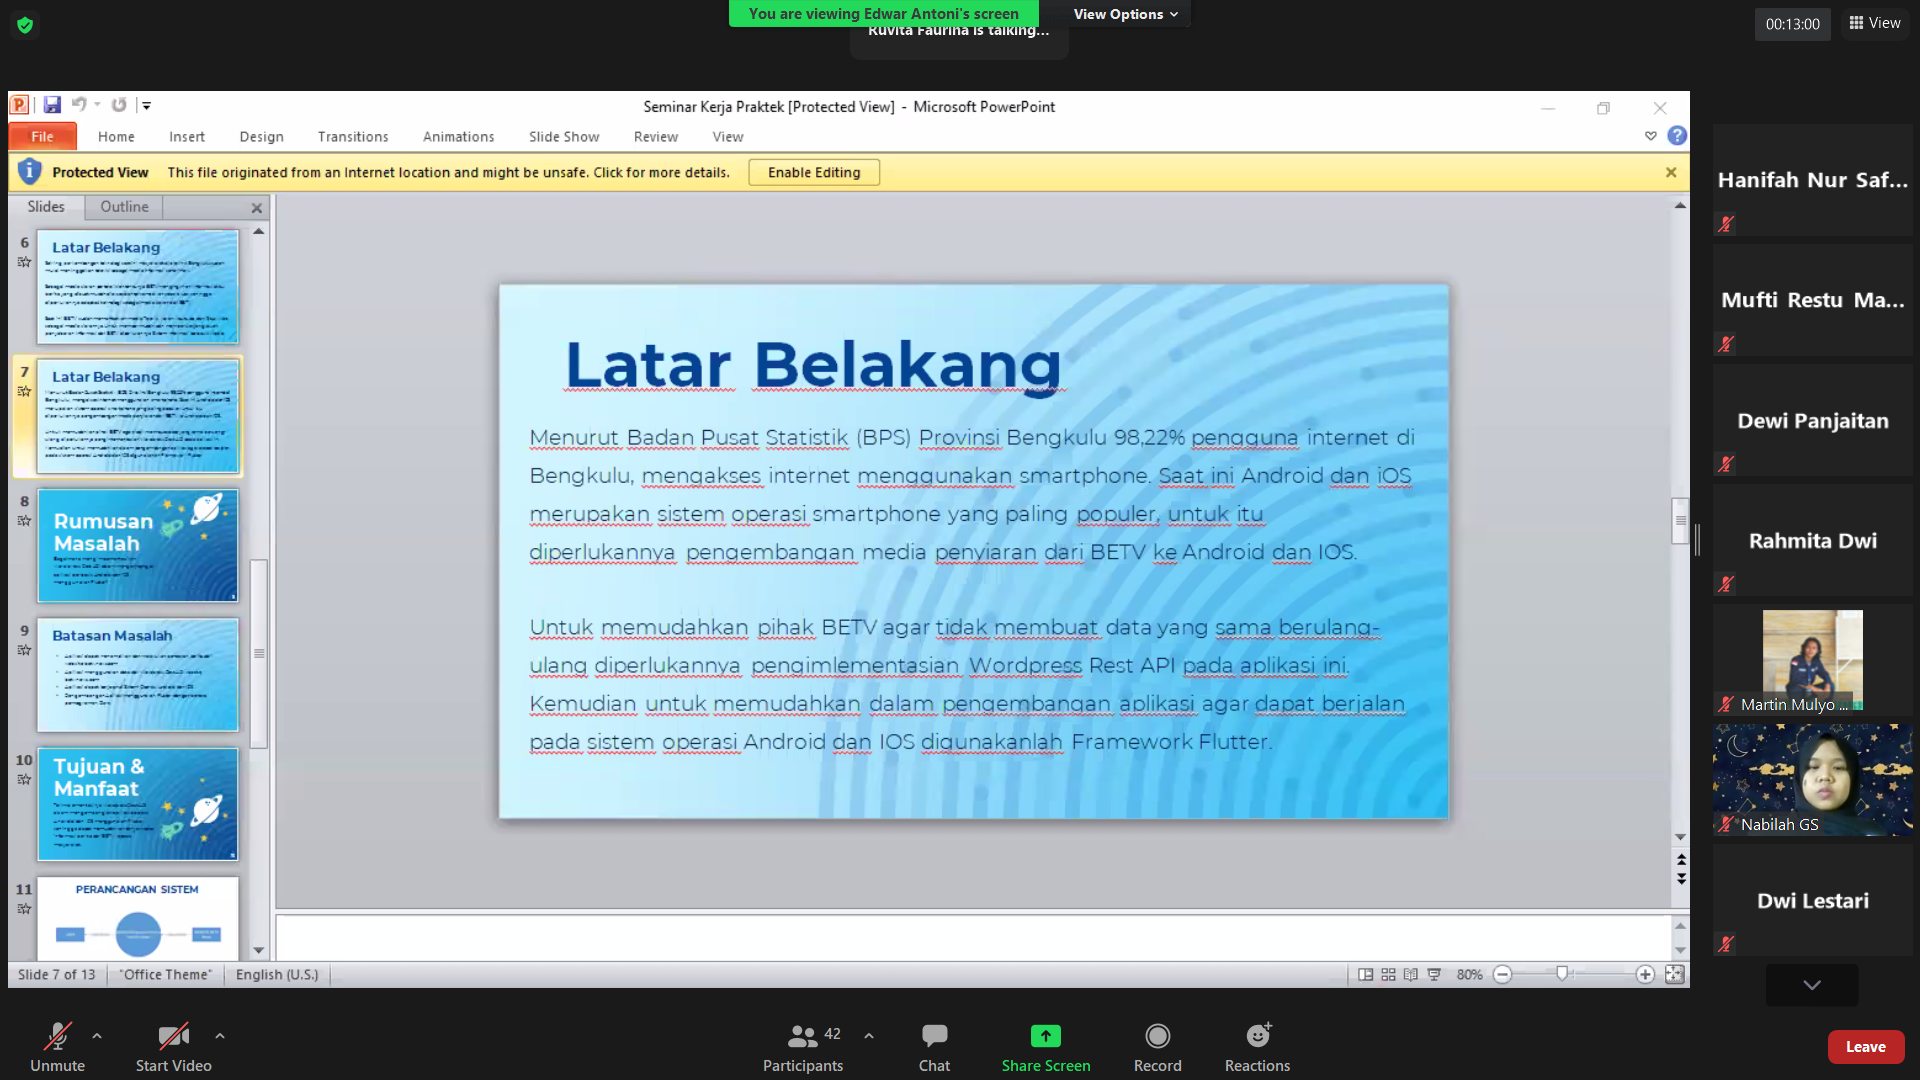 You are viewing Edwar Antoni's screen
View Options
Ruvita Faurina is talking...
00:13:00
View
Seminar Kerja Praktek [Protected View] - Microsoft PowerPoint
File
Home
Insert
Design
Transitions
Animations
Slide Show
Review
View
Protected View
This file originated from an Internet location and might be unsafe. Click for more details.
Enable Editing
Slides
Outline
6
Latar Belakang
7
Latar Belakang
8
Rumusan
Masalah
9
Batasan Masalah
10
Tujuan &
Manfaat
11
PERANCANGAN SISTEM
Latar Belakang
Menurut Badan Pusat Statistik (BPS) Provinsi Bengkulu 98,22% pengguna internet di
Bengkulu, mengakses internet menggunakan smartphone. Saat ini Android dan iOS
merupakan sistem operasi smartphone yang paling populer, untuk itu
diperlukannya pengembangan media penyiaran dari BETV ke Android dan IOS.
Untuk memudahkan pihak BETV agar tidak membuat data yang sama berulang-
ulang diperlukannya pengimlementasian Wordpress Rest API pada aplikasi ini.
Kemudian untuk memudahkan dalam pengembangan aplikasi agar dapat berjalan
pada sistem operasi Android dan IOS digunakanlah Framework Flutter.
Slide 7 of 13
"Office Theme"
English (U.S.)
80%
Hanifah Nur Saf...
Mufti Restu Ma...
Dewi Panjaitan
Rahmita Dwi
Martin Mulyo ...
Nabilah GS
Dwi Lestari
Unmute
Start Video
42
Participants
Chat
Share Screen
Record
Reactions
Leave